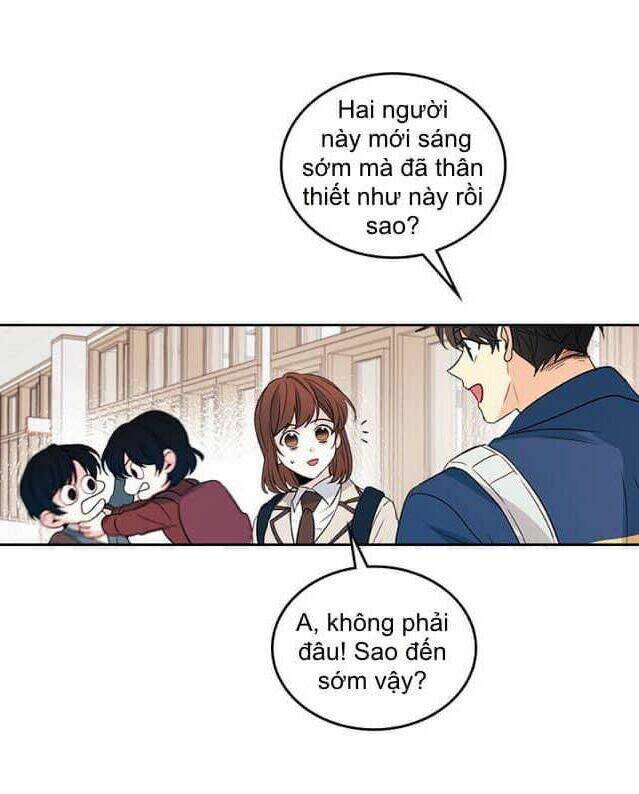 Hai người
này mới sáng
sớm mà đã thân
thiết như này rồi
sao?
A, không phải
đâu! Sao đến
sớm vậy?